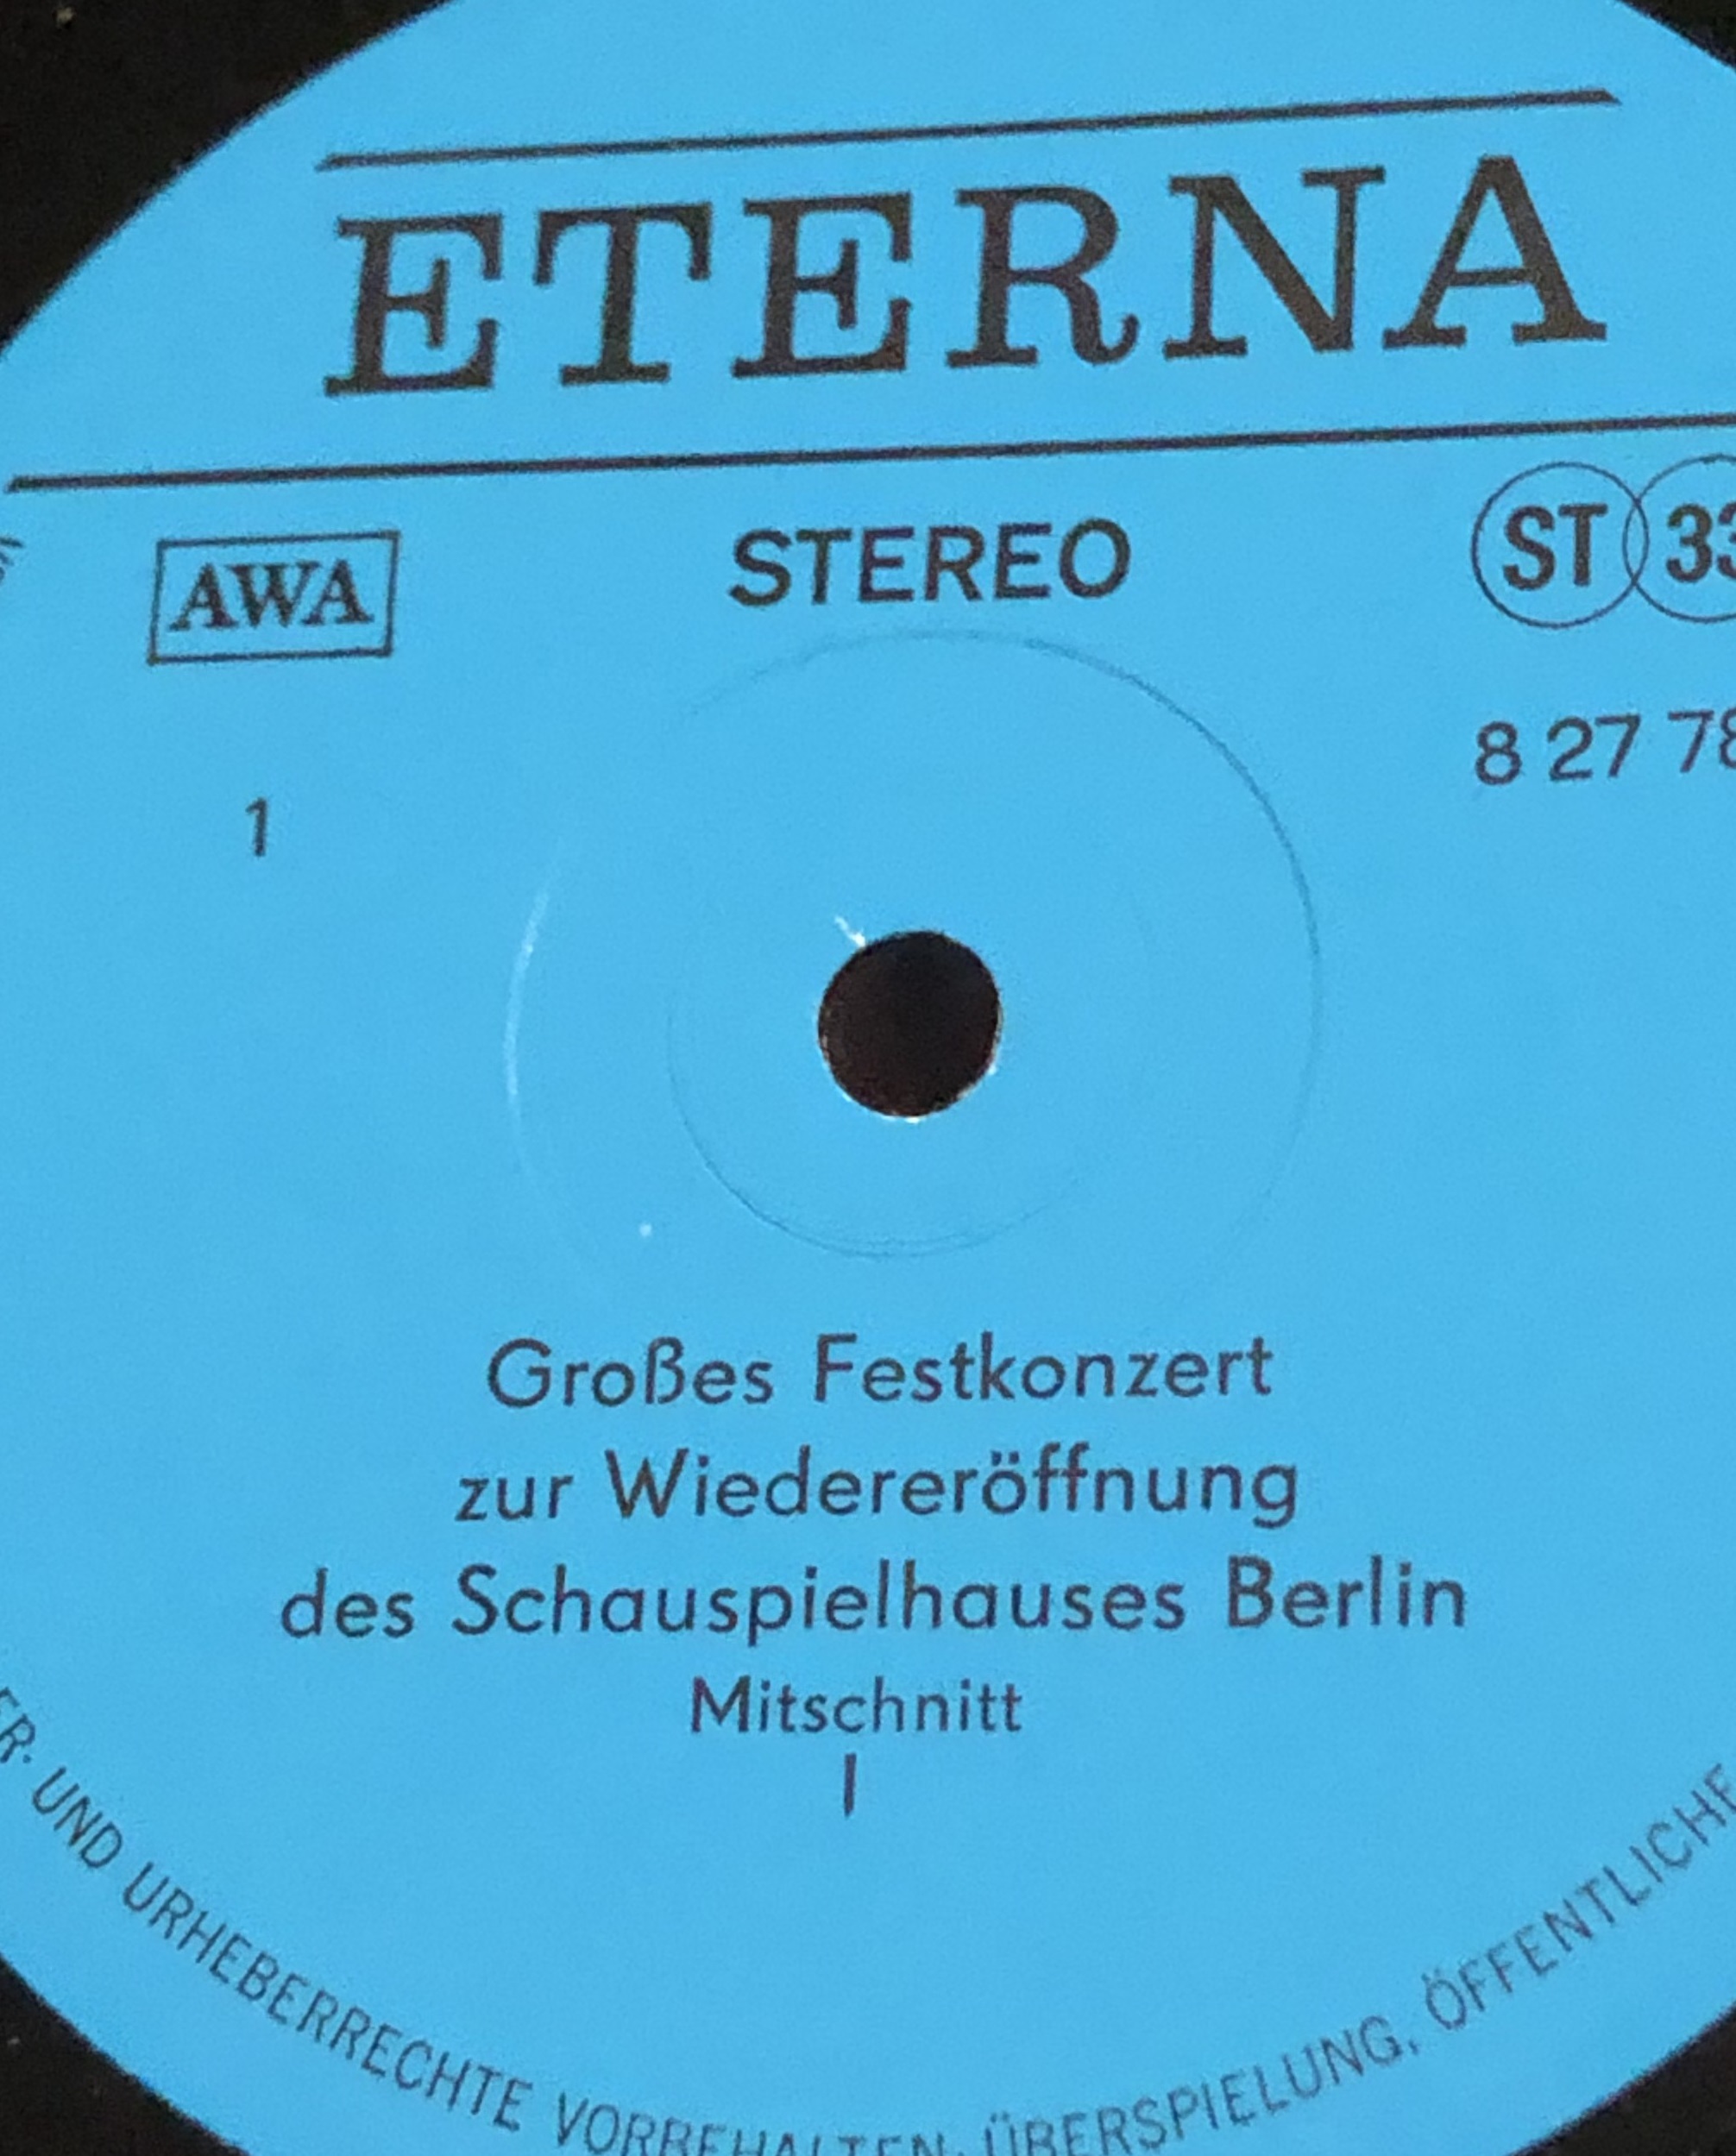 ETERNA
AWA
STEREO
ST 33
8 27 78
1
Großes Festkonzert
zur Wiedereröffnung
des Schauspielhauses Berlin
Mitschnitt
I
UND URHEBERRECHTE VORBEHALTEN. ÜBERSPIELUNG, ÖFFENTLICHE